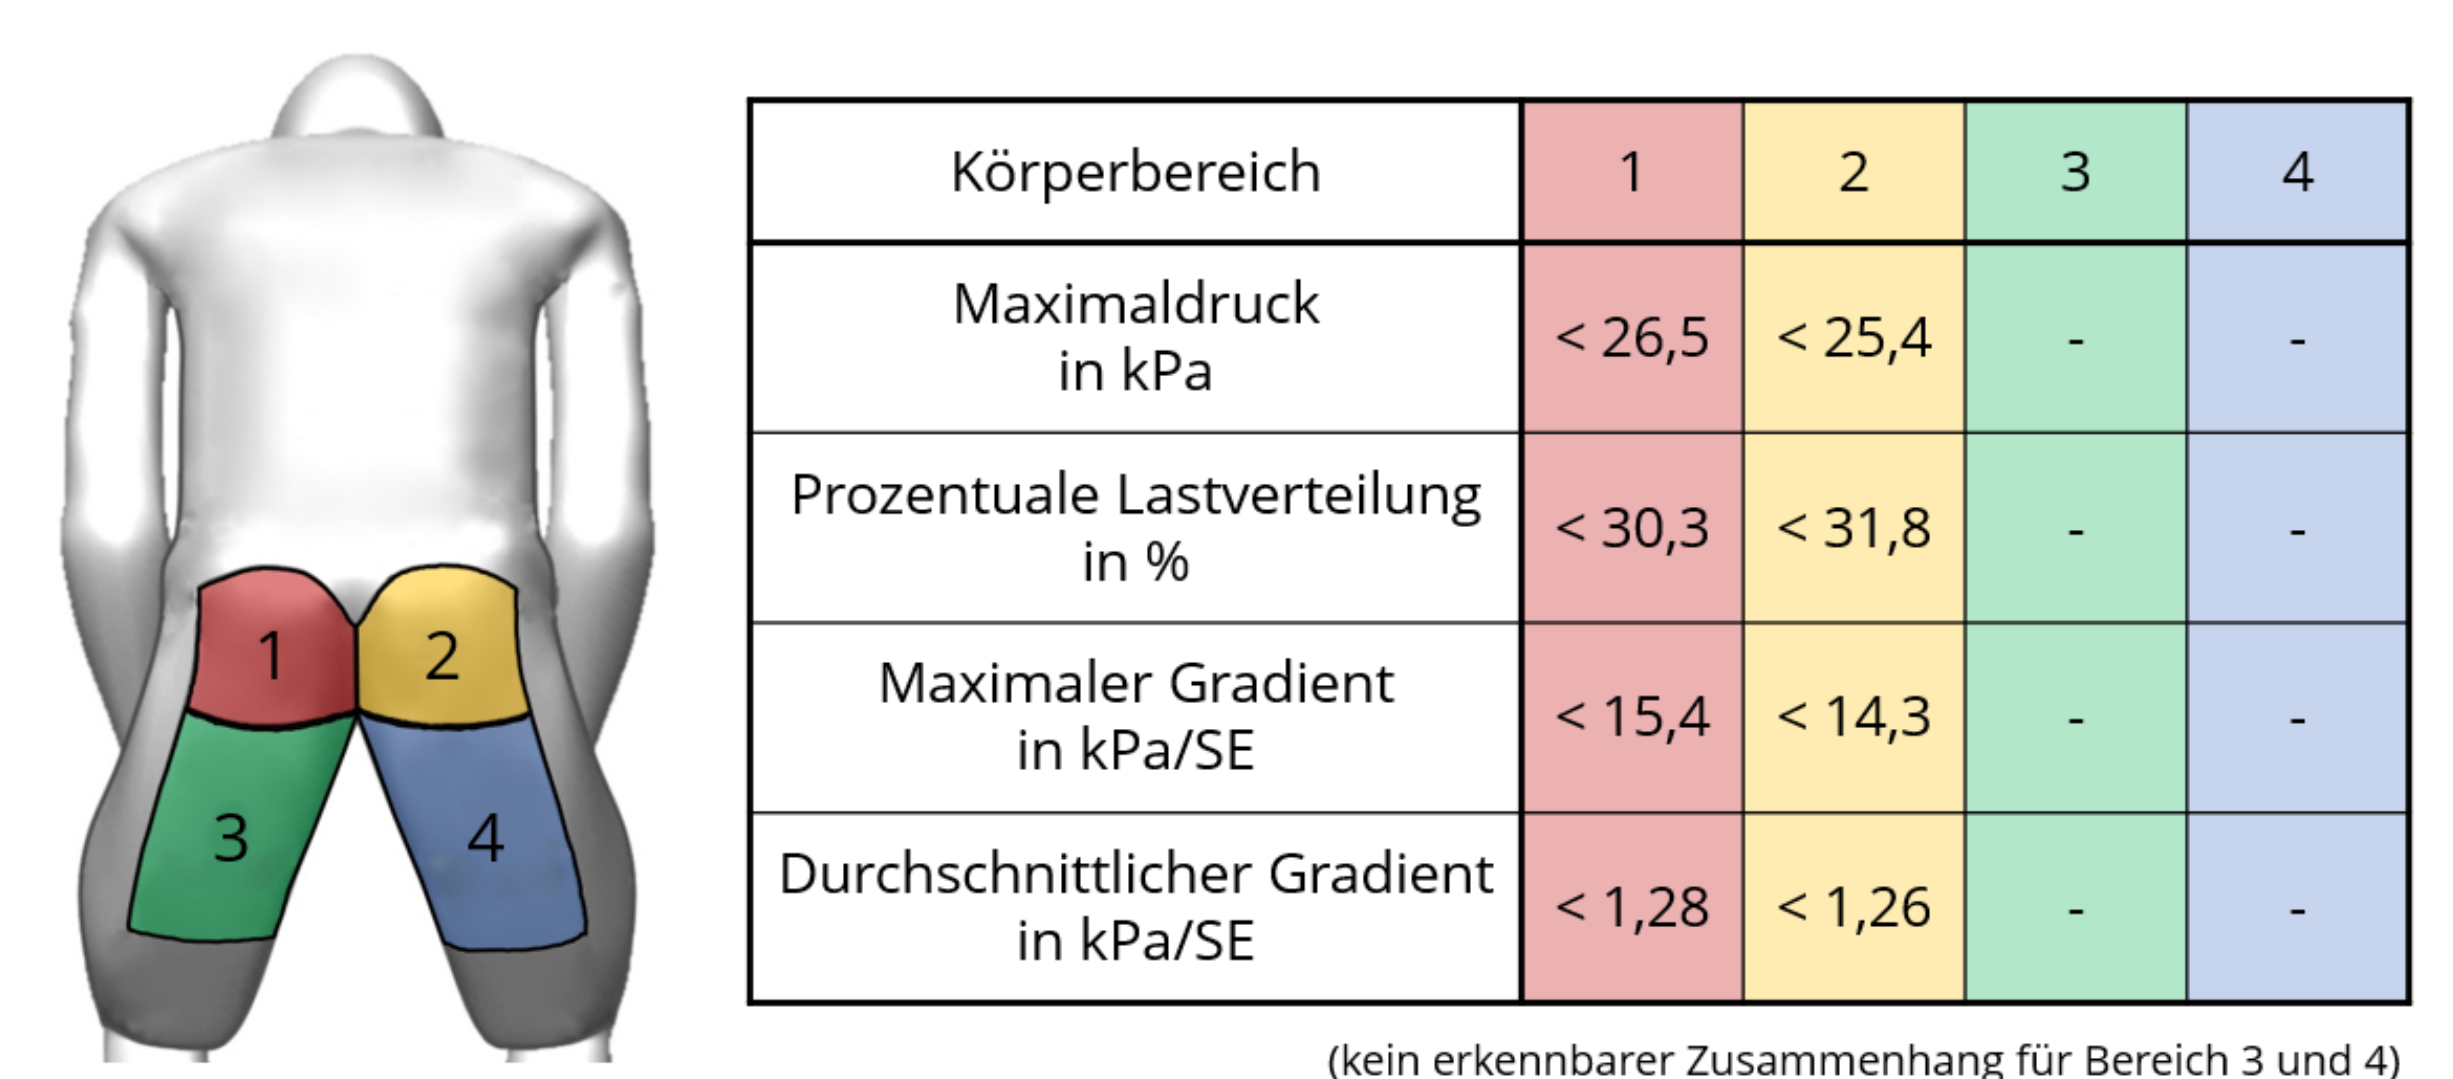 1
2
3
4
Körperbereich 1 2 3 4
Maximaldruck
in kPa < 26,5 < 25,4 - -
Prozentuale Lastverteilung
in % < 30,3 < 31,8 - -
Maximaler Gradient
in kPa/SE < 15,4 < 14,3 - -
Durchschnittlicher Gradient
in kPa/SE < 1,28 < 1,26 - -
(kein erkennbarer Zusammenhang für Bereich 3 und 4)